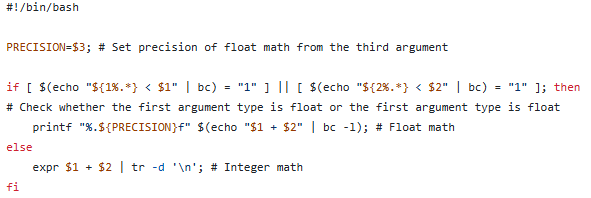 #!/bin/bash
PRECISION=$3; # Set precision of float math from the third argument
if [ $(echo "${1%.*} < $1" | bc) = "1" ] || [ $(echo "${2%.*} < $2" | bc) = "1" ]; then
# Check whether the first argument type is float or the first argument type is float
printf "%.${PRECISION}f" $(echo "$1 + $2" | bc -l); # Float math
else
expr $1 + $2 | tr -d '\n'; # Integer math
fi